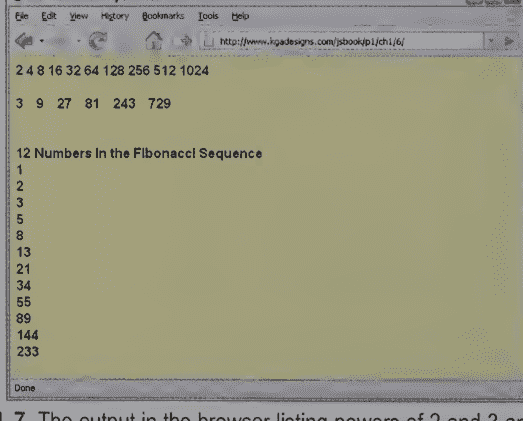 File Edit View History Bookmarks Tools Help
http://www.kgadesigns.com/jsbook/p1/ch1/6/
2 4 8 16 32 64 128 256 512 1024
3 9 27 81 243 729
12 Numbers in the Fibonacci Sequence
1
2
3
5
8
13
21
34
55
89
144
233
Done
7. The output in the browser listing powers of 2 and 3 an